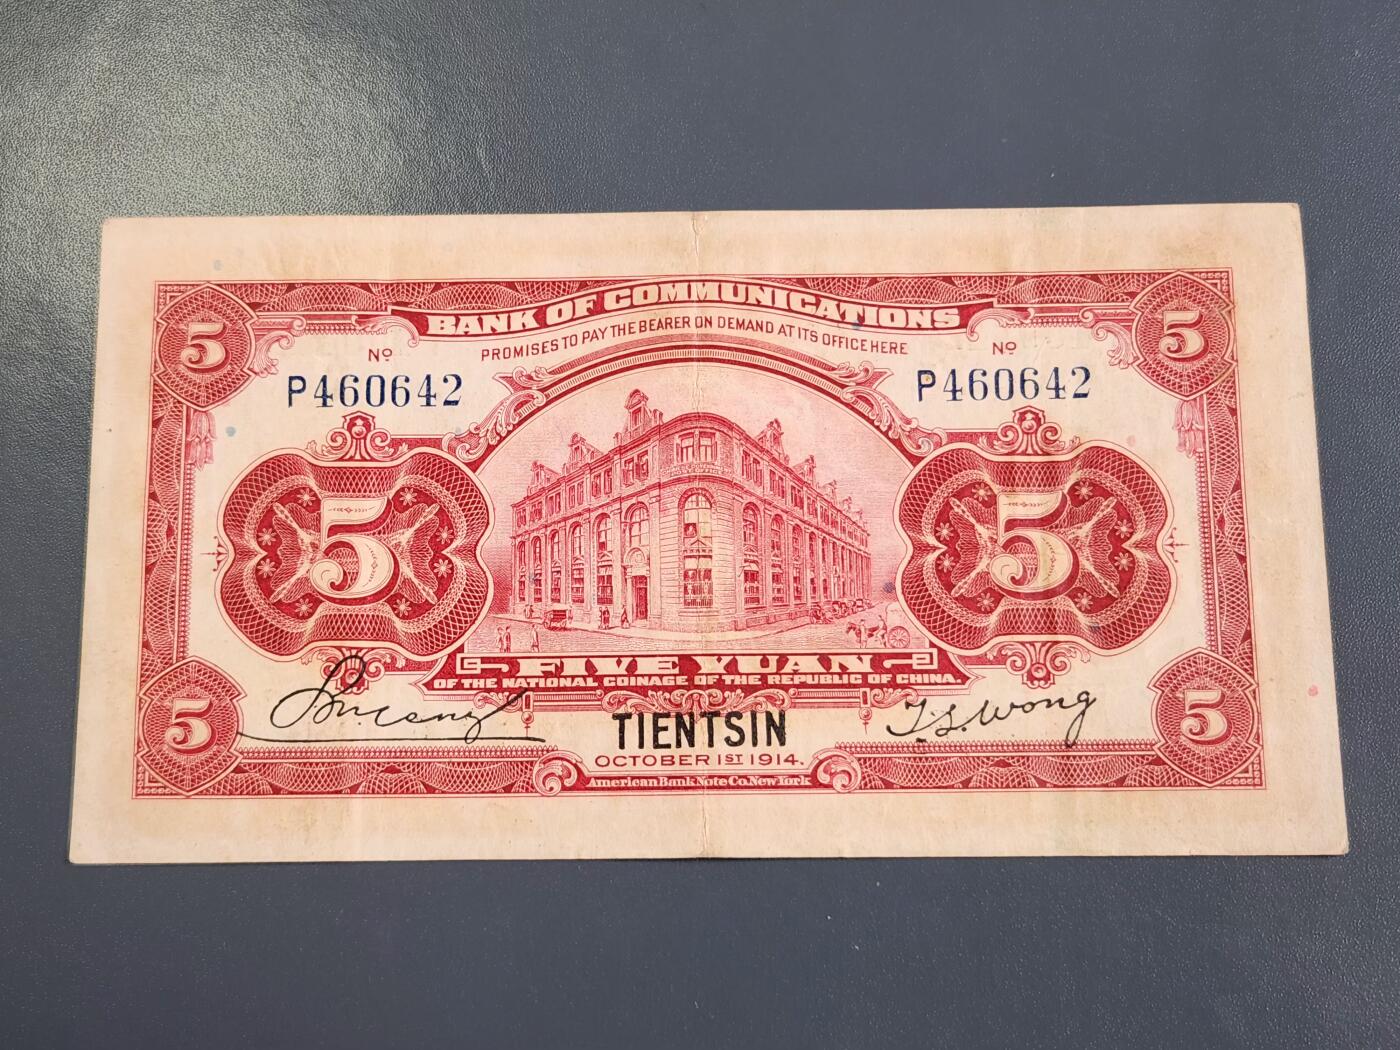 5 BANK OF COMMUNICATIONS 5
PROMISES TO PAY THE BEARER ON DEMAND AT ITS OFFICE HERE
No No
P460642 P460642
5 5
FIVE YUAN
OF THE NATIONAL COINAGE OF THE REPUBLIC OF CHINA
5 TIENTSIN T.S. Wong 5
OCTOBER 1ST 1914.
American Bank Note Co. New York